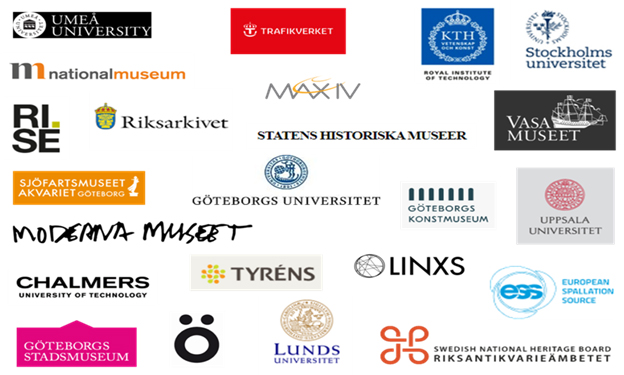 UMEÅ
UNIVERSITY
TRAFIKVERKET
KTH
VETENSKAP
OCH KONST
ROYAL INSTITUTE
OF TECHNOLOGY
Stockholms
universitet
m nationalmuseum
MAX IV
RI.
SE
Riksarkivet
STATENS HISTORISKA MUSEER
VASA
MUSEET
SJÖFARTSMUSEET
AKVARIET GÖTEBORG
GÖTEBORGS UNIVERSITET
GÖTEBORGS
KONSTMUSEUM
UPPSALA
UNIVERSITET
MODERNA MUSEET
CHALMERS
UNIVERSITY OF TECHNOLOGY
TYRÉNS
LINXS
ess
EUROPEAN
SPALLATION
SOURCE
GÖTEBORGS
STADSMUSEUM
ö
LUNDS
UNIVERSITET
SWEDISH NATIONAL HERITAGE BOARD
RIKSANTIKVARIEÄMBETET